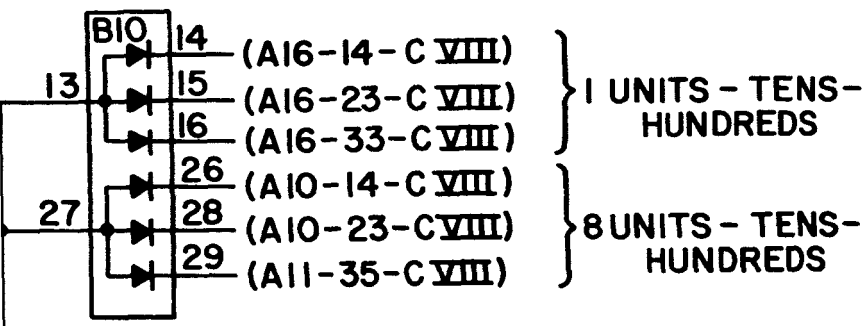 B10
13 14 (A16-14-C VIII)
15 (A16-23-C VIII)
16 (A16-33-C VIII)
1 UNITS - TENS-
HUNDREDS
27 26 (A10-14-C VIII)
28 (A10-23-C VIII)
29 (A11-35-C VIII)
8 UNITS - TENS-
HUNDREDS